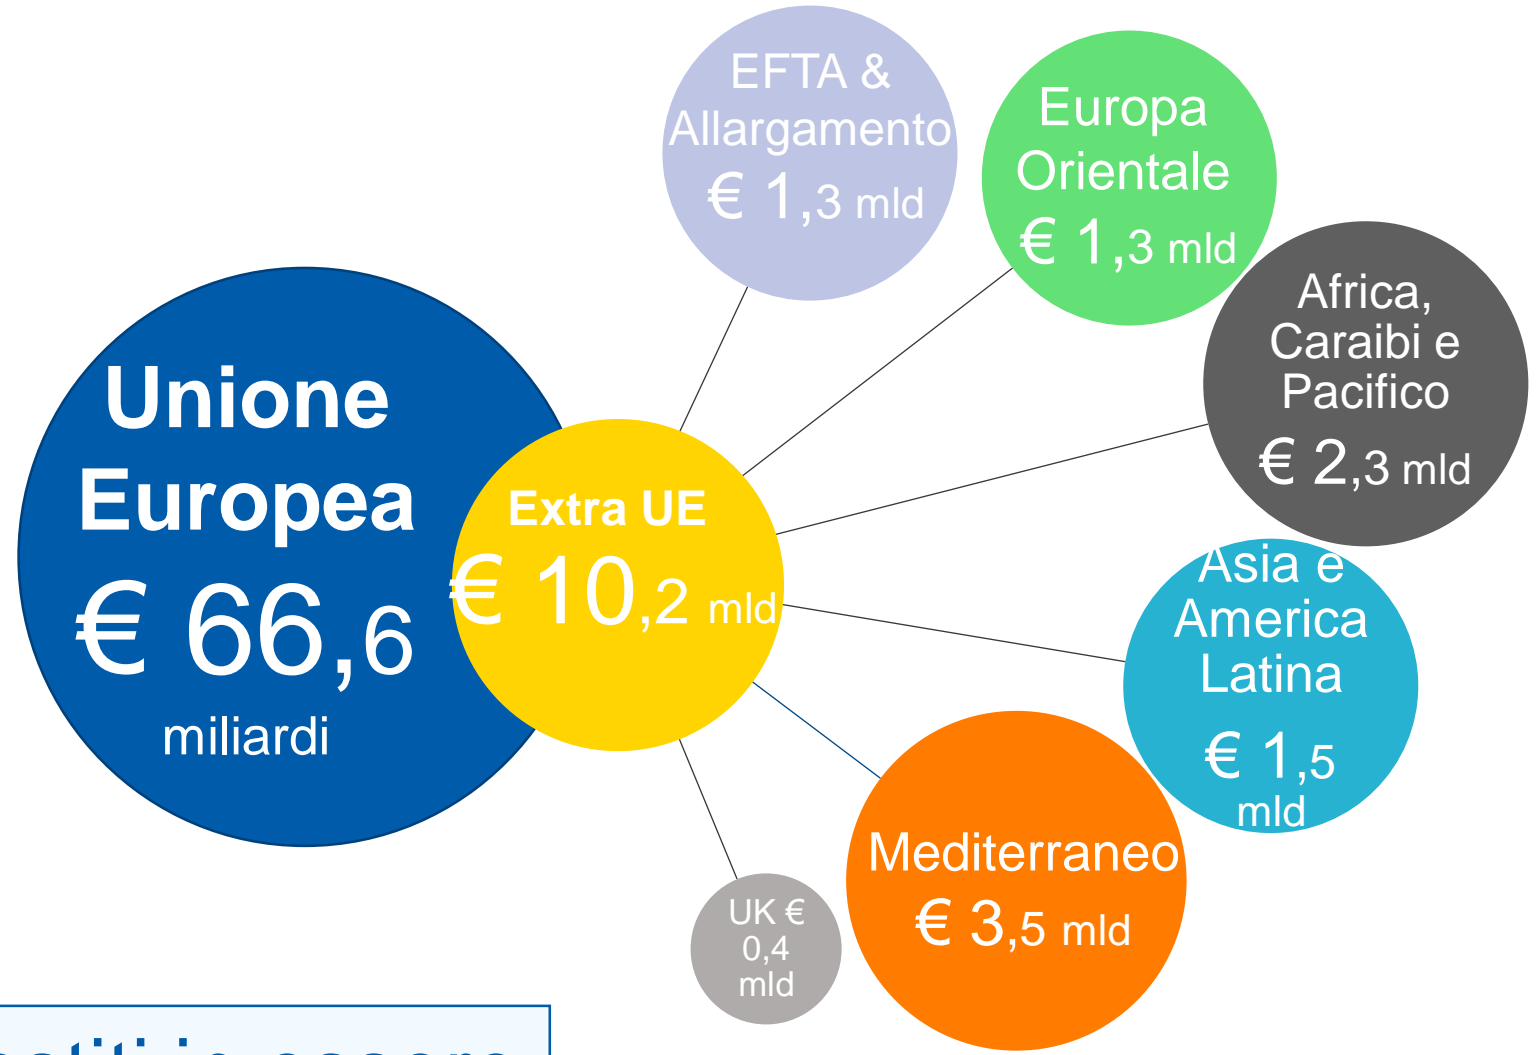 EFTA &
Allargamento
€ 1,3 mld
Europa
Orientale
€ 1,3 mld
Africa,
Caraibi e
Pacifico
€ 2,3 mld
Unione
Europea
€ 66,6
miliardi
Extra UE
€ 10,2 mld
Asia e
America
Latina
€ 1,5
mld
Mediterraneo
€ 3,5 mld
UK €
0,4
mld
in essere